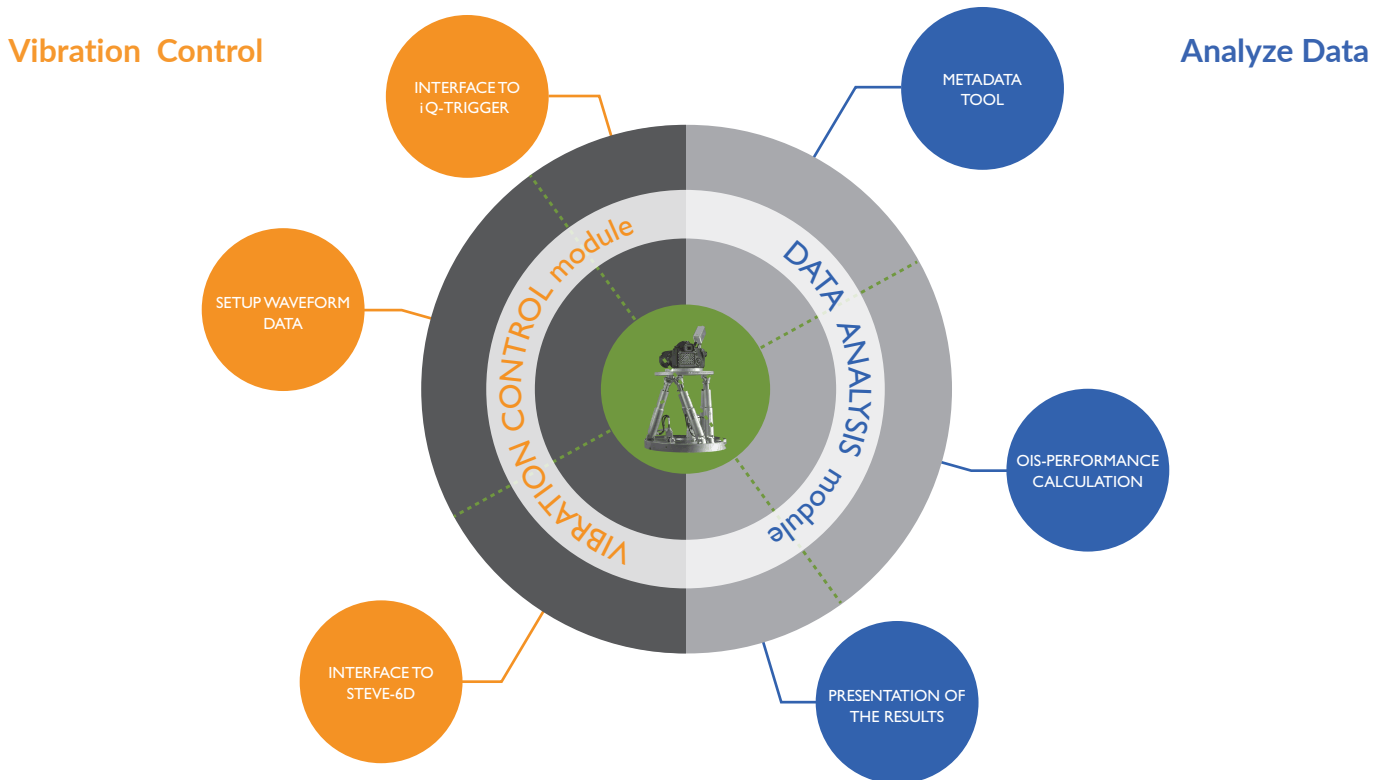 Vibration  Control
Analyze Data
INTERFACE TO
iQ-TRIGGER
METADATA
TOOL
SETUP WAVEFORM
DATA
VIBRATION CONTROL module
DATA ANALYSIS module
OIS-PERFORMANCE
CALCULATION
INTERFACE TO
STEVE-6D
PRESENTATION OF
THE RESULTS